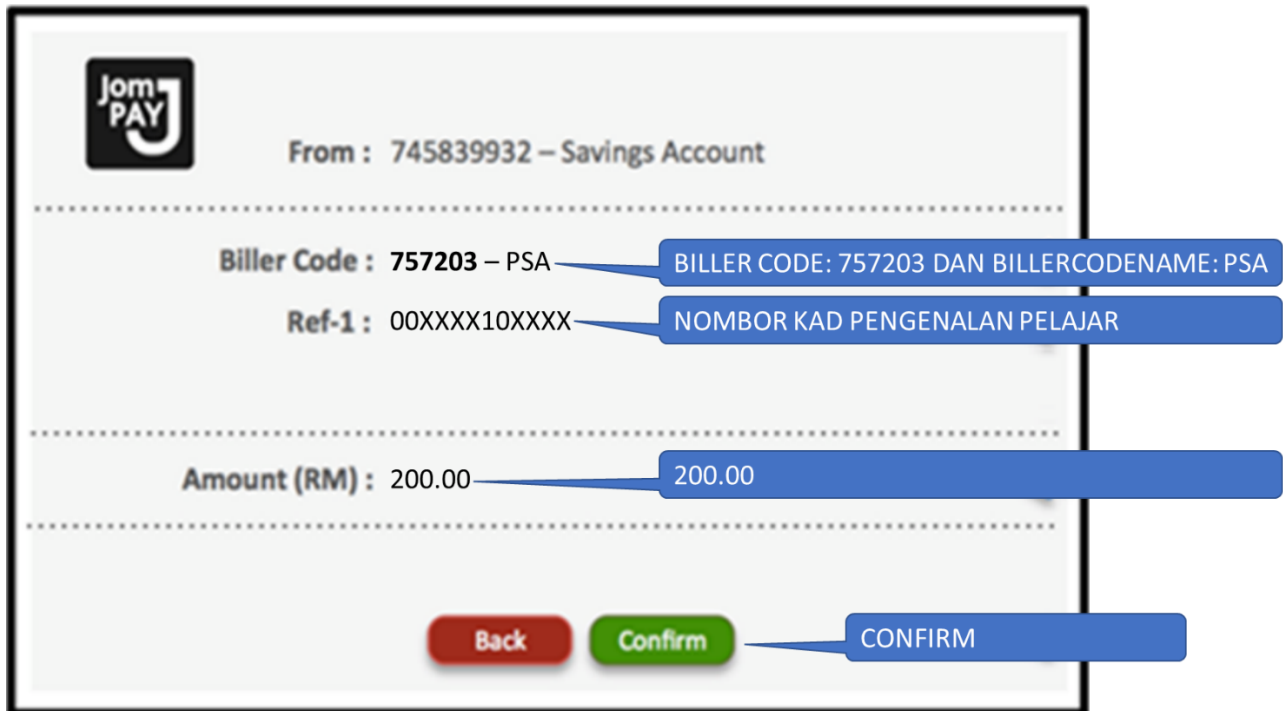 Jom
PAY
From : 745839932 – Savings Account
Biller Code : 757203 – PSA
BILLER CODE: 757203 DAN BILLERCODENAME: PSA
Ref-1 : 00XXXX10XXXX
NOMBOR KAD PENGENALAN PELAJAR
Amount (RM) : 200.00
200.00
Back
Confirm
CONFIRM